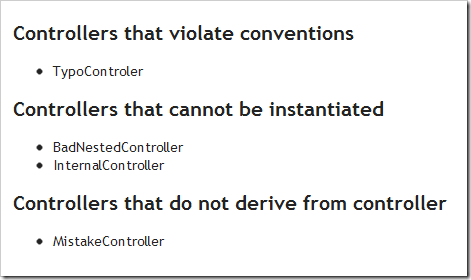 Controllers that violate conventions
TypoControler
Controllers that cannot be instantiated
BadNestedController
InternalController
Controllers that do not derive from controller
MistakeController